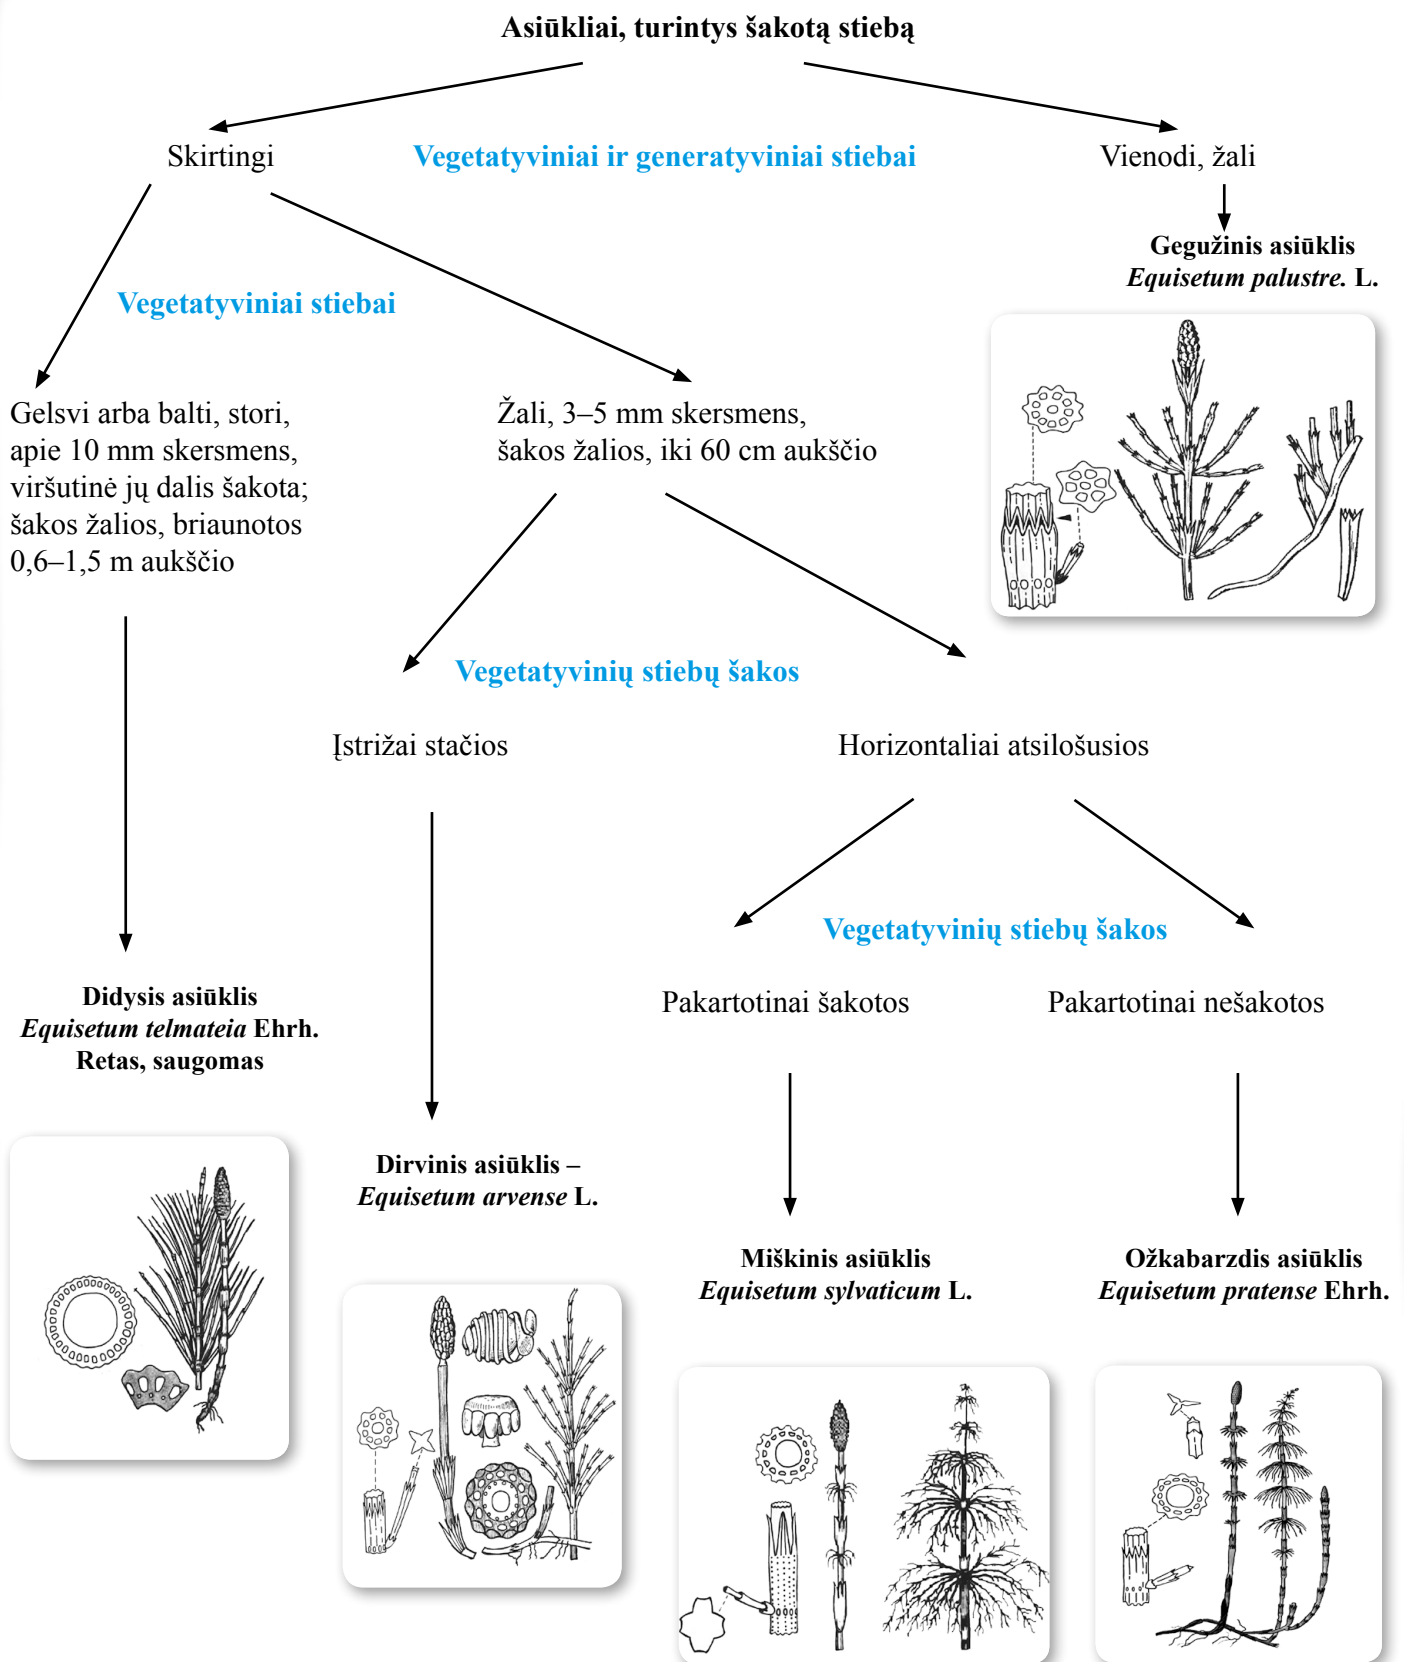 Asiūkliai, turintys šakotą stiebą
Skirtingi
Vegetatyviniai ir generatyviniai stiebai
Vienodi, žali
Gegužinis asiūklis
Equisetum palustre. L.
Vegetatyviniai stiebai
Gelsvi arba balti, stori,
apie 10 mm skersmens,
viršutinė jų dalis šakota;
šakos žalios, briaunotos
0,6–1,5 m aukščio
Žali, 3–5 mm skersmens,
šakos žalios, iki 60 cm aukščio
Vegetatyvinių stiebų šakos
Įstrižai stačios
Horizontaliai atsilošusios
Vegetatyvinių stiebų šakos
Pakartotinai šakotos
Pakartotinai nešakotos
Didysis asiūklis
Equisetum telmateia Ehrh.
Retas, saugomas
Dirvinis asiūklis –
Equisetum arvense L.
Miškinis asiūklis
Equisetum sylvaticum L.
Ožkabarzdis asiūklis
Equisetum pratense Ehrh.